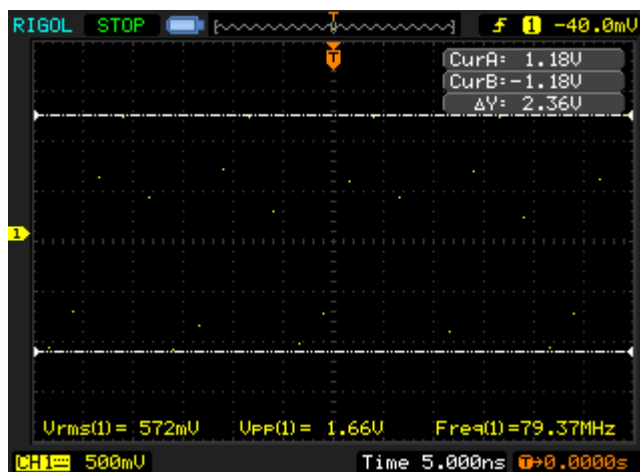 RIGOL STOP T 1 -40.0mV
T
CurA: 1.18V
CurB:-1.18V
ΔY: 2.36V
1
Vrms(1)= 572mV Vpp(1)= 1.66V Freq(1)=79.37MHz
CH1 500mV Time 5.000ns T→0.0000s